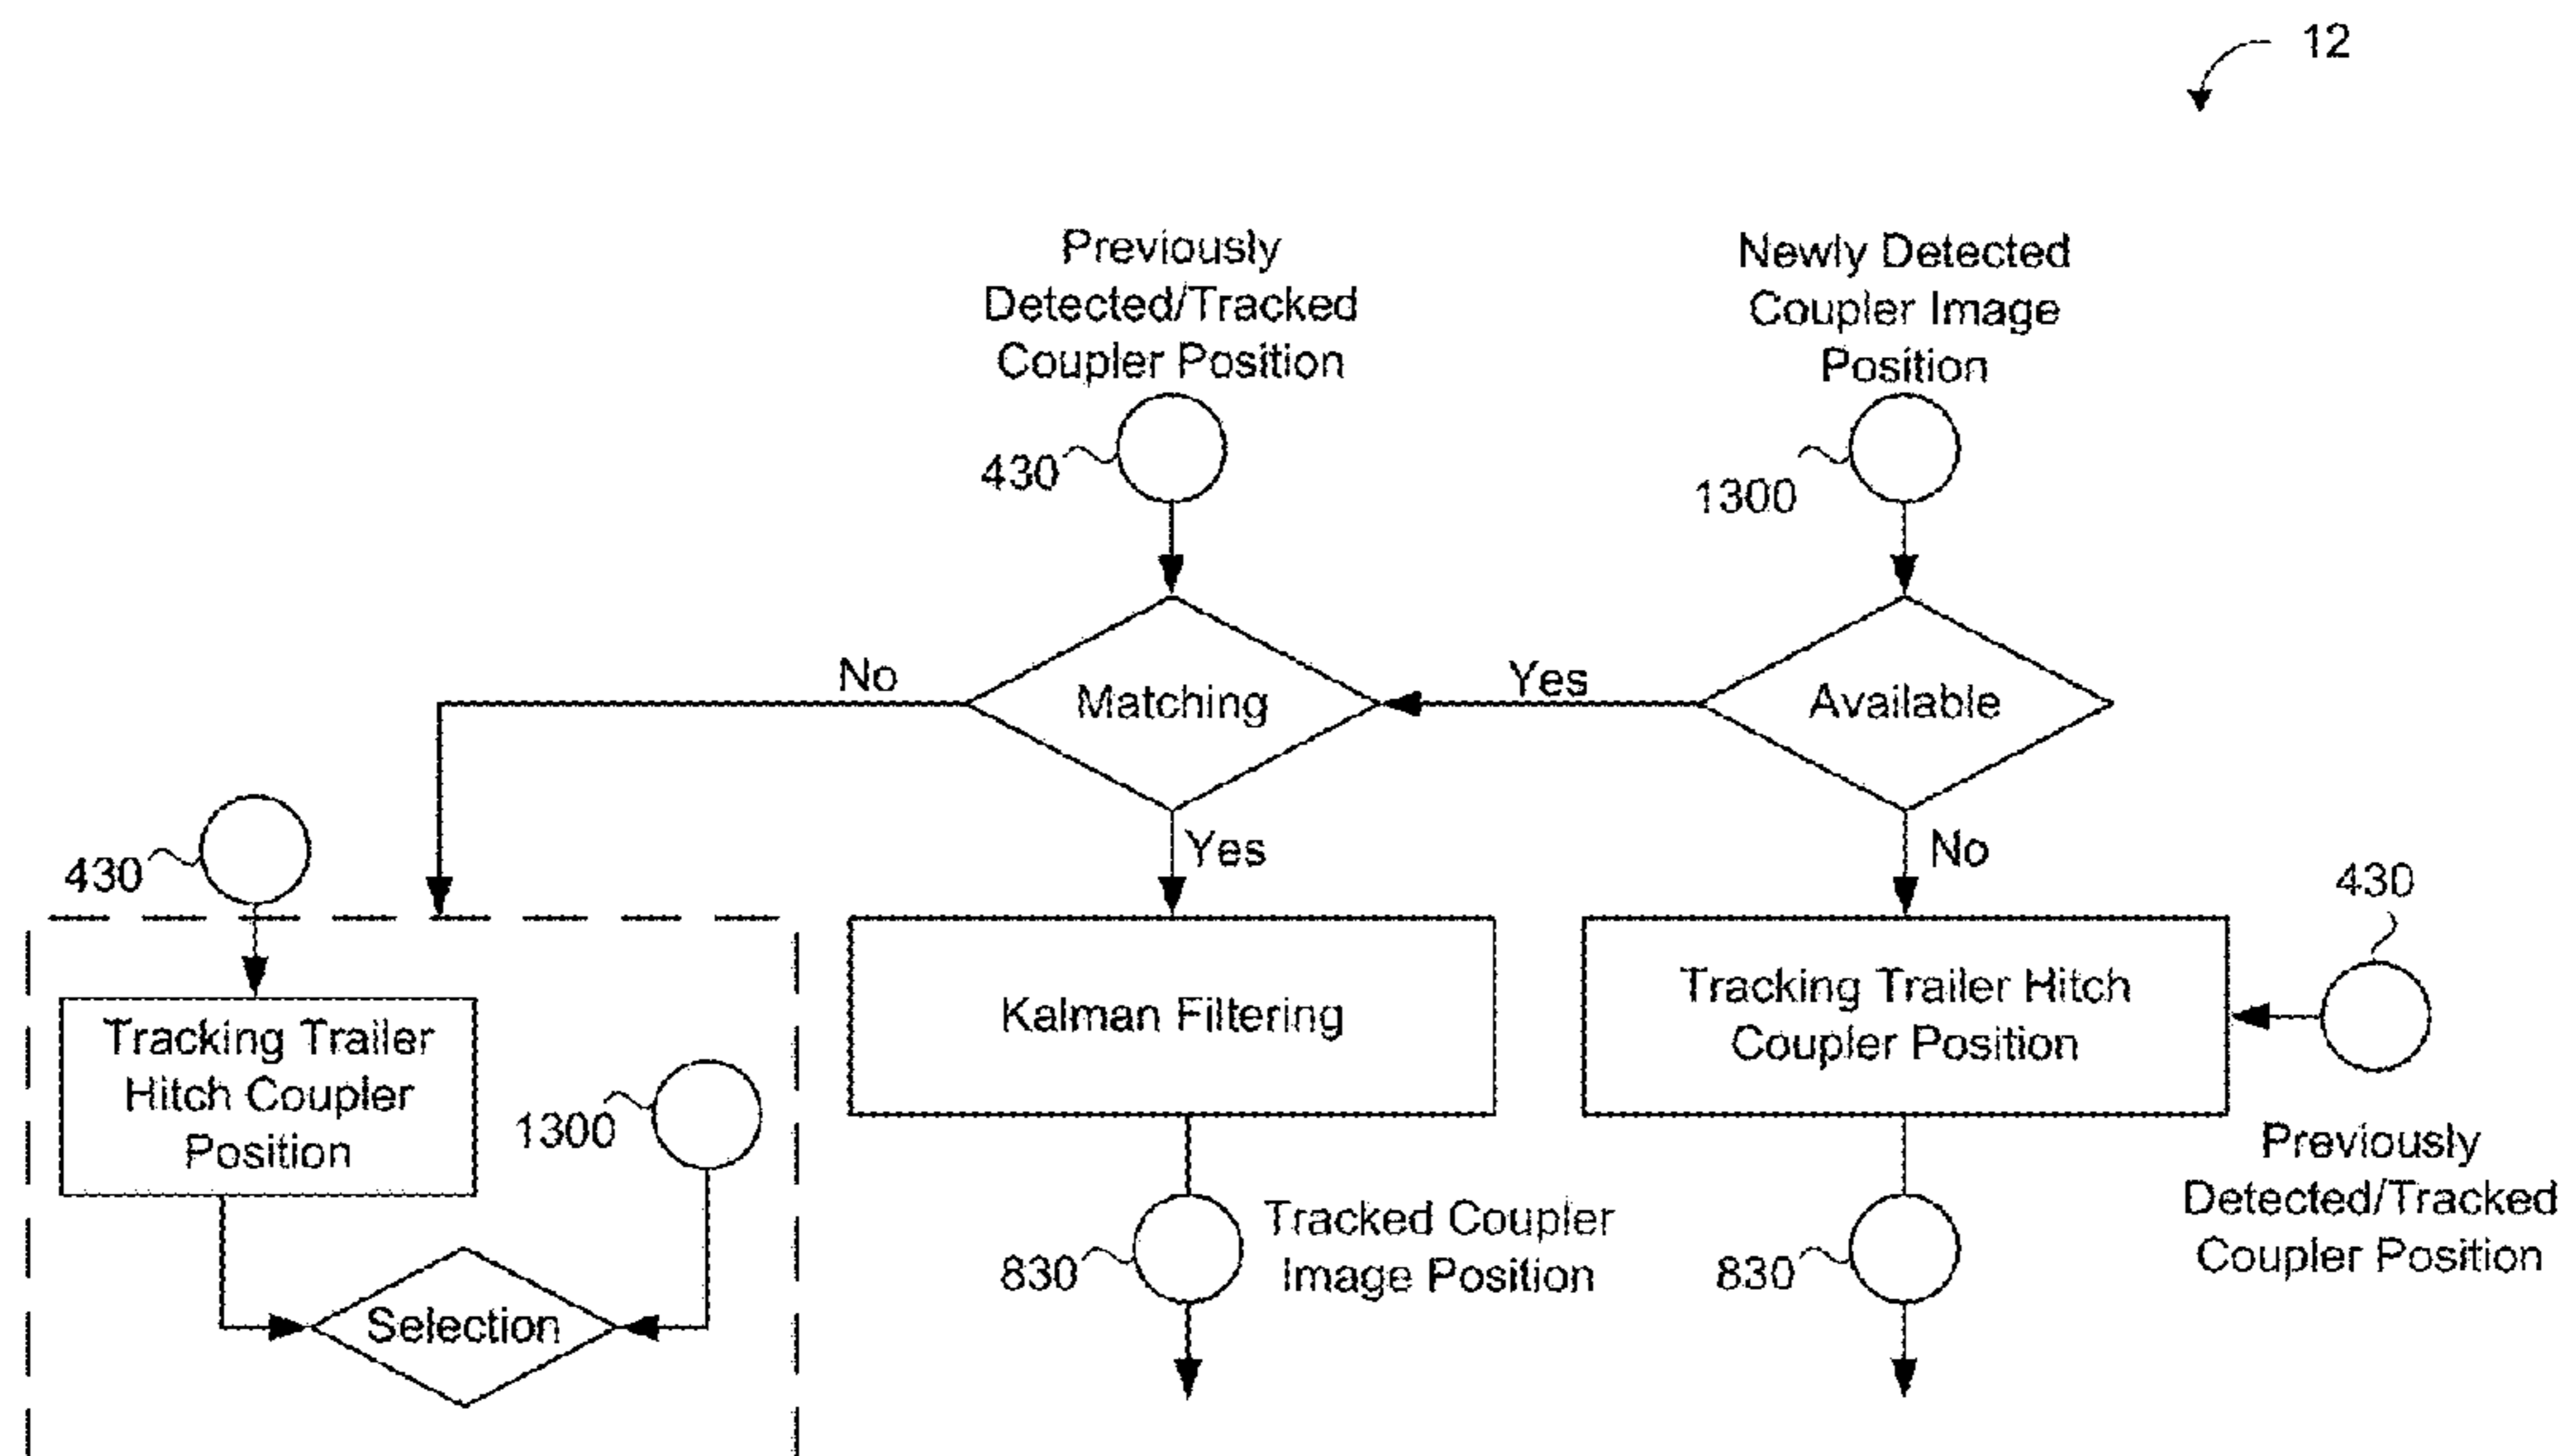 12
Previously
Detected/Tracked
Coupler Position
430
Newly Detected
Coupler Image
Position
1300
No
Matching
Yes
Available
Yes
No
430
Tracking Trailer
Hitch Coupler
Position
1300
Selection
Kalman Filtering
830
Tracked Coupler
Image Position
Tracking Trailer Hitch
Coupler Position
830
430
Previously
Detected/Tracked
Coupler Position